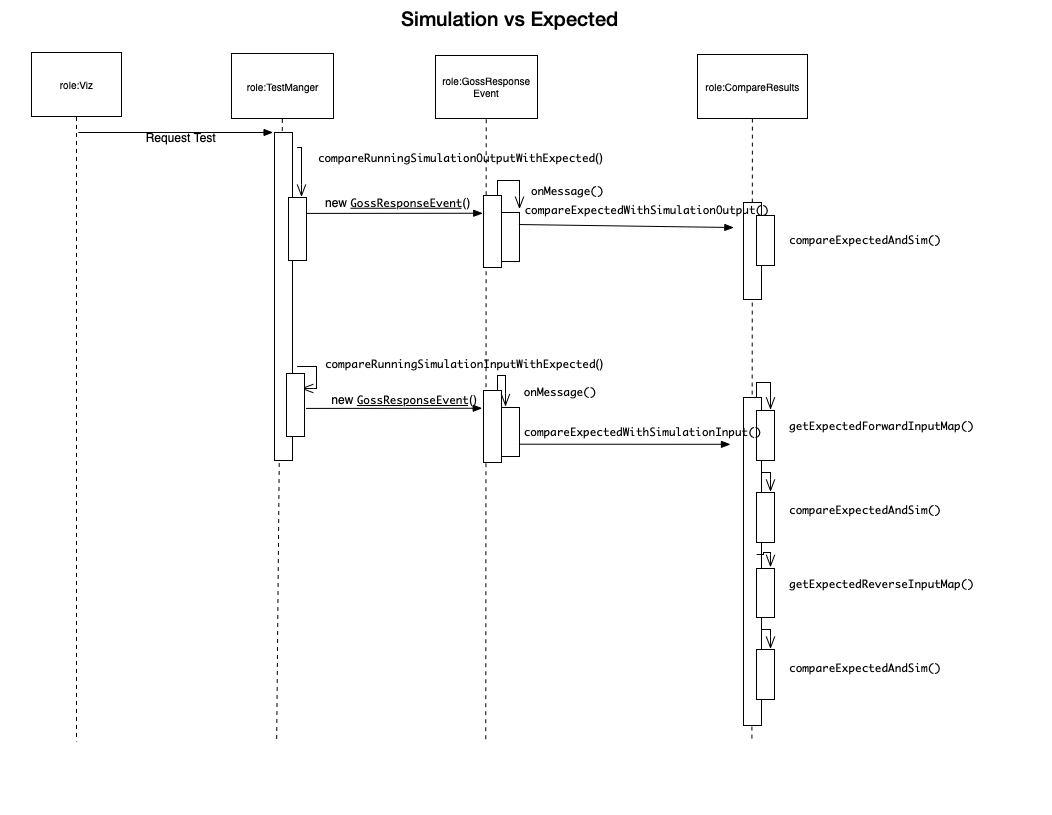 Simulation vs Expected
role:Viz
role:TestManger
role:GossResponse
Event
role:CompareResults
Request Test
compareRunningSimulationOutputWithExpected()
onMessage()
new GossResponseEvent()
compareExpectedWithSimulationOutput()
compareExpectedAndSim()
compareRunningSimulationInputWithExpected()
onMessage()
new GossResponseEvent()
compareExpectedWithSimulationInput()
getExpectedForwardInputMap()
compareExpectedAndSim()
getExpectedReverseInputMap()
compareExpectedAndSim()